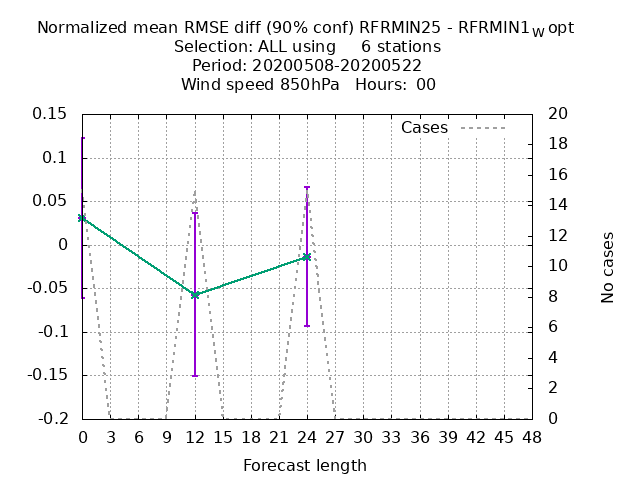 Normalized mean RMSE diff (90% conf) RFRMIN25 - RFRMIN1wopt
Selection: ALL using 6 stations
Period: 20200508-20200522
Wind speed 850hPa Hours: 00
Cases
0.15
0.1
0.05
0
-0.05
-0.1
-0.15
-0.2
20
18
16
14
12
10
8
6
4
2
0
No cases
0 3 6 9 12 15 18 21 24 27 30 33 36 39 42 45 48
Forecast length